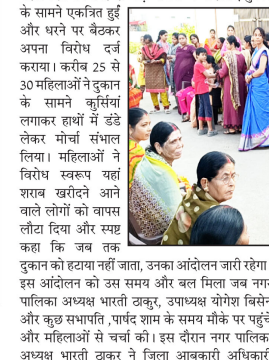 के सामने एकत्रित हुईं
और धरने पर बैठकर
अपना विरोध दर्ज
कराया। करीब 25 से
30 महिलाओं ने दुकान
के सामने कुर्सियां
लगाकर हाथों में डंडे
लेकर मोर्चा संभाल
लिया। महिलाओं ने
विरोध स्वरूप यहां
शराब खरीदने आने
वाले लोगों को वापस
लौटा दिया और स्पष्ट
कहा कि जब तक
दुकान को हटाया नहीं जाता, उनका आंदोलन जारी रहेगा
इस आंदोलन को उस समय और बल मिला जब नगर
पालिका अध्यक्ष भारती ठाकुर, उपाध्यक्ष योगेश बिसेन
और कुछ सभापति ,पार्षद शाम के समय मौके पर पहुंचे
और महिलाओं से चर्चा की। इस दौरान नगर पालिका
अध्यक्ष भारती ठाकुर ने जिला आबकारी अधिकारी